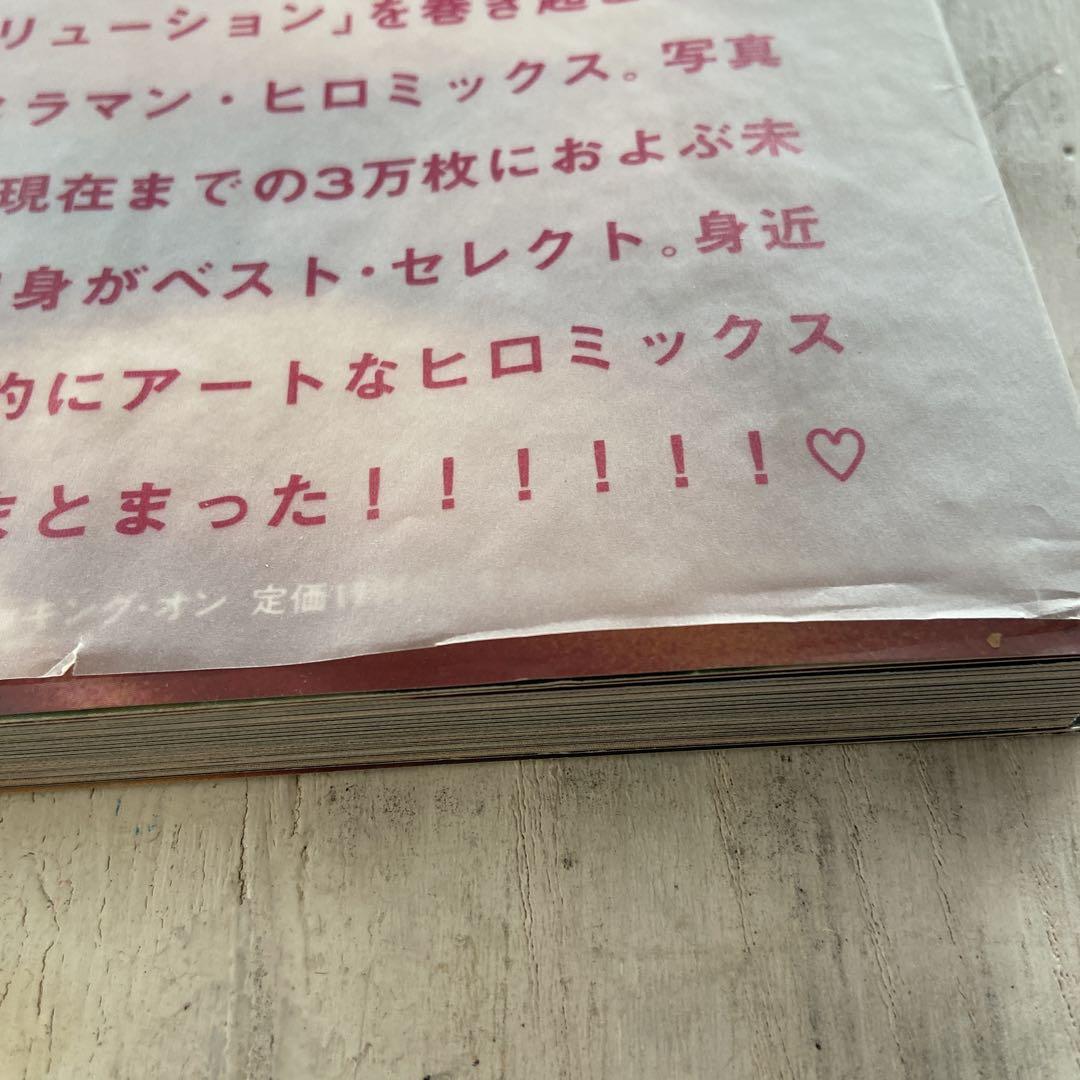 リューション」を巻き起こ
ラマン・ヒロミックス。写真
現在までの3万枚におよぶ未
身がベスト・セレクト。身近
的にアートなヒロミックス
まとまった！！！！！！♡
キング・オン 定価1